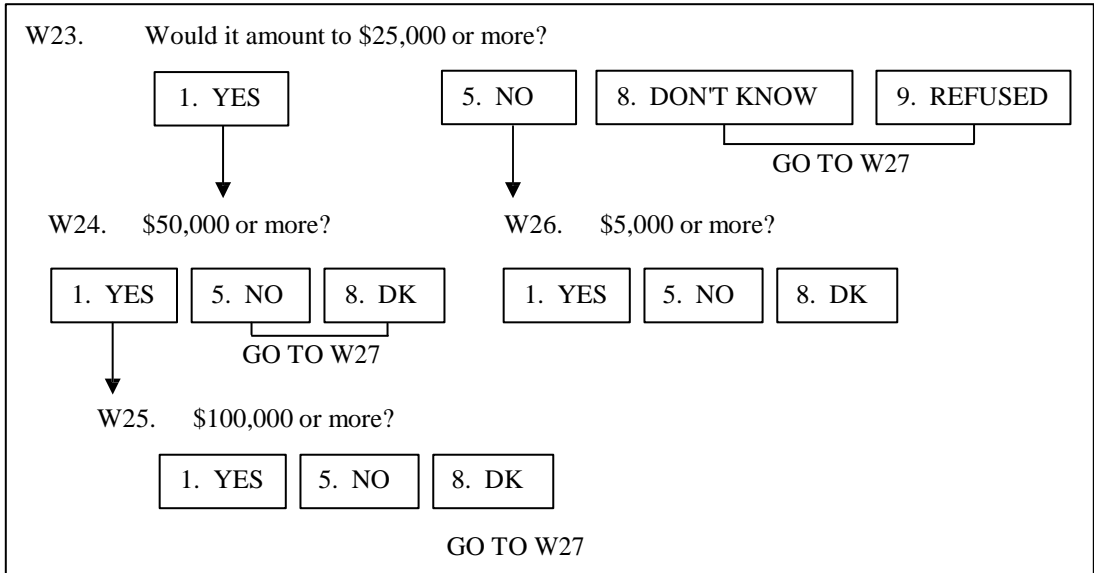 W23. Would it amount to $25,000 or more?
1. YES 5. NO 8. DON'T KNOW 9. REFUSED
GO TO W27
W24. $50,000 or more? W26. $5,000 or more?
1. YES 5. NO 8. DK 1. YES 5. NO 8. DK
GO TO W27
W25. $100,000 or more?
1. YES 5. NO 8. DK
GO TO W27